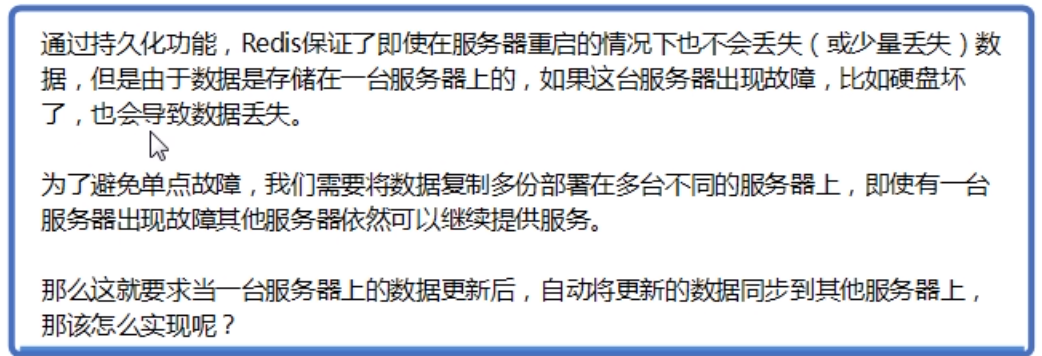 通过持久化功能，Redis保证了即使在服务器重启的情况下也不会丢失（或少量丢失）数
据，但是由于数据是存储在一台服务器上的，如果这台服务器出现故障，比如硬盘坏
了，也会导致数据丢失。
为了避免单点故障，我们需要将数据复制多份部署在多台不同的服务器上，即使有一台
服务器出现故障其他服务器依然可以继续提供服务。
那么这就要求当一台服务器上的数据更新后，自动将更新的数据同步到其他服务器上，
那该怎么实现呢？